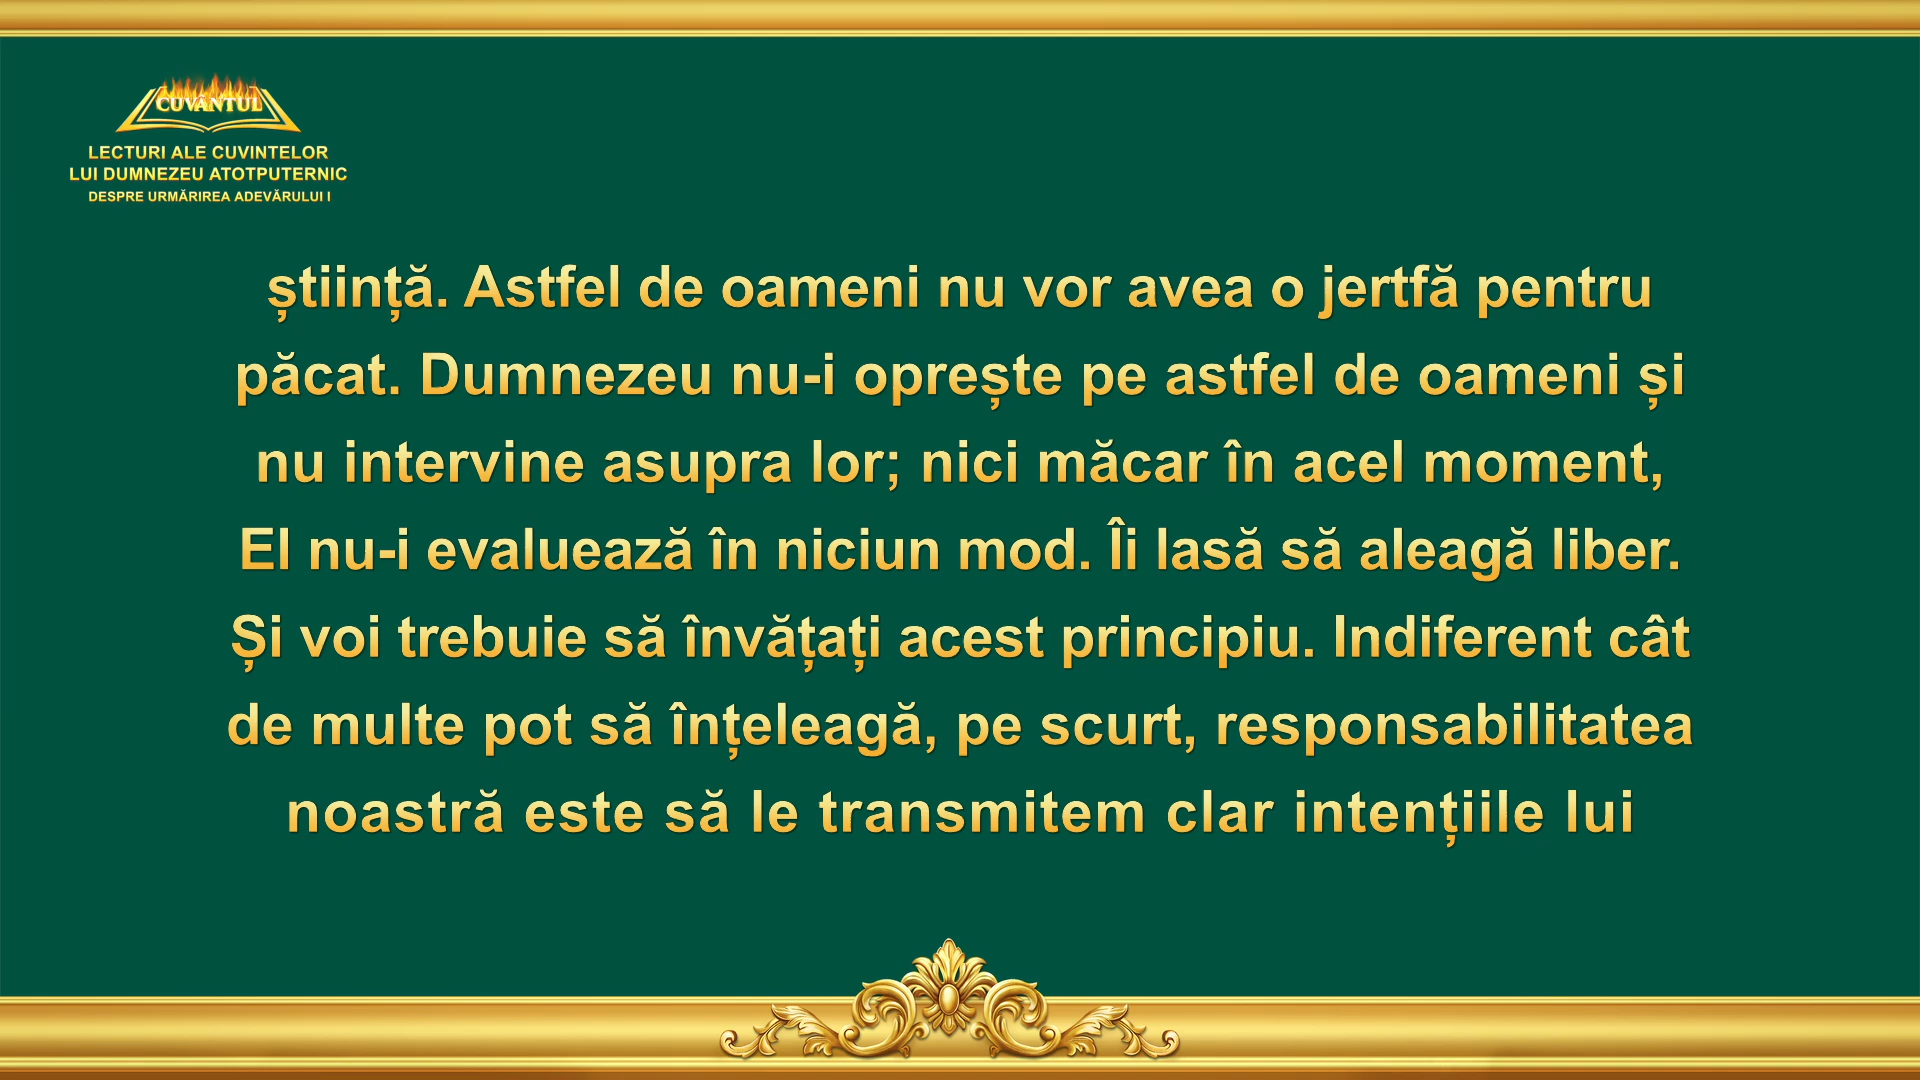 CUVÂNTUL
LECTURI ALE CUVINTELOR
LUI DUMNEZEU ATOTPUTERNIC
DESPRE URMĂRIREA ADEVĂRULUI I
știință. Astfel de oameni nu vor avea o jertfă pentru
păcat. Dumnezeu nu-i oprește pe astfel de oameni și
nu intervine asupra lor; nici măcar în acel moment,
El nu-i evaluează în niciun mod. Îi lasă să aleagă liber.
Și voi trebuie să învățați acest principiu. Indiferent cât
de multe pot să înțeleagă, pe scurt, responsabilitatea
noastră este să le transmitem clar intențiile lui